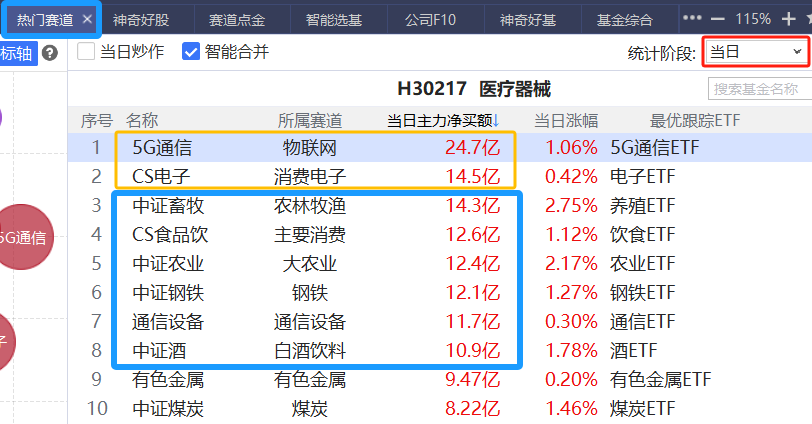 热门赛道 × 神奇好股 赛道点金 智能选基 公司F10 神奇好基 基金综合 ••• 115%
标轴 ? 当日炒作 智能合并 统计阶段: 当日
H30217 医疗器械 搜索基金名称
序号 名称 所属赛道 当日主力净买额↓ 当日涨幅 最优跟踪ETF
1 5G通信 物联网 24.7亿 1.06% 5G通信ETF
2 CS电子 消费电子 14.5亿 0.42% 电子ETF
3 中证畜牧 农林牧渔 14.3亿 2.75% 养殖ETF
4 CS食品饮 主要消费 12.6亿 1.12% 饮食ETF
5G通信
5 中证农业 大农业 12.4亿 2.17% 农业ETF
6 中证钢铁 钢铁 12.1亿 1.27% 钢铁ETF
7 通信设备 通信设备 11.7亿 0.30% 通信ETF
子
8 中证酒 白酒饮料 10.9亿 1.78% 酒ETF
9 有色金属 有色金属 9.47亿 0.20% 有色金属ETF
10 中证煤炭 煤炭 8.22亿 1.46% 煤炭ETF